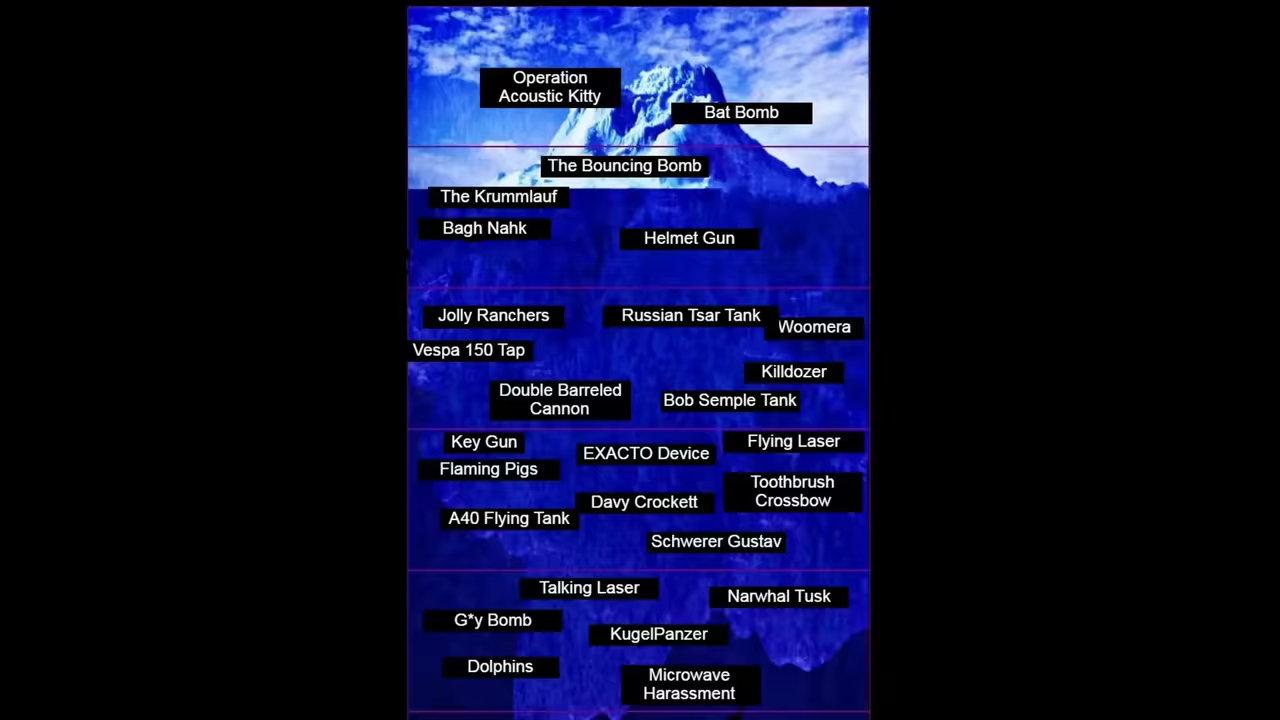 Operation
Acoustic Kitty
Bat Bomb
The Bouncing Bomb
The Krummlauf
Bagh Nahk
Helmet Gun
Jolly Ranchers
Russian Tsar Tank
Woomera
Vespa 150 Tap
Killdozer
Double Barreled
Cannon
Bob Semple Tank
Key Gun
EXACTO Device
Flying Laser
Flaming Pigs
Toothbrush
Crossbow
Davy Crockett
A40 Flying Tank
Schwerer Gustav
Talking Laser
Narwhal Tusk
G*y Bomb
KugelPanzer
Dolphins
Microwave
Harassment